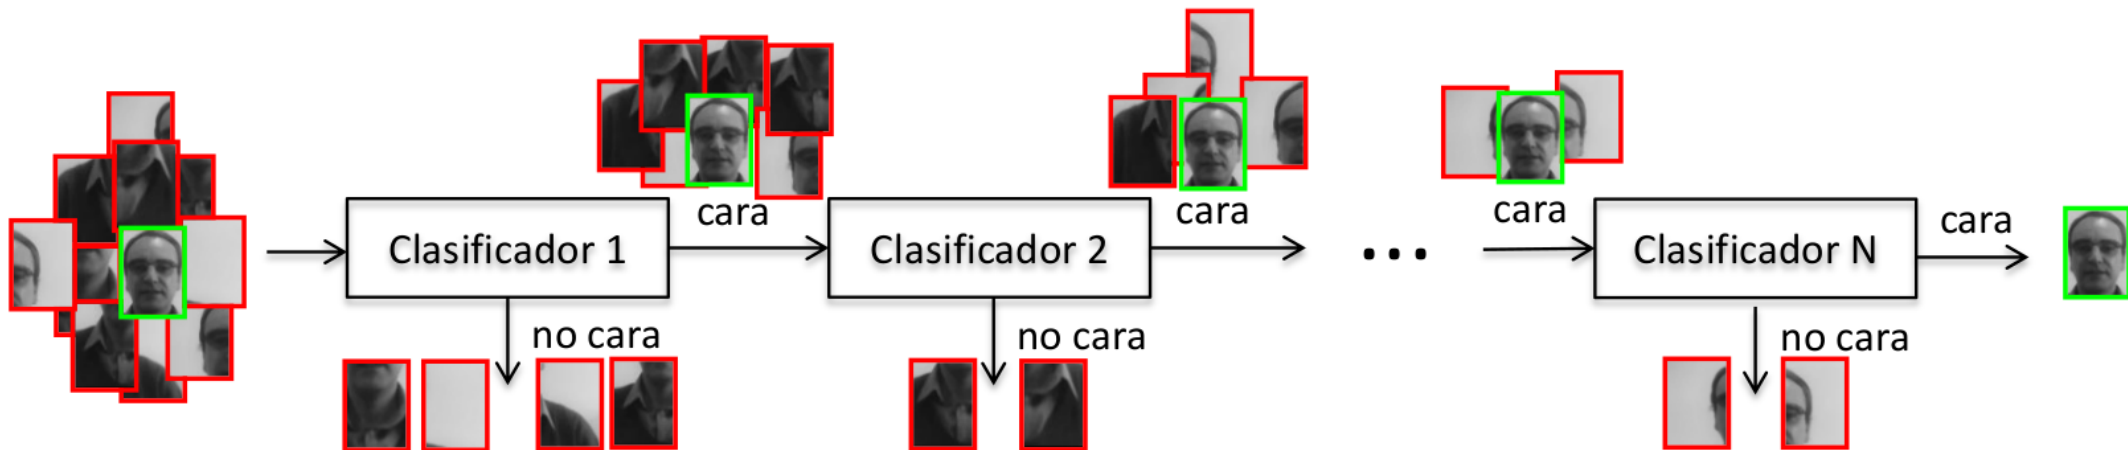 cara
cara
cara
cara
Clasificador 1
Clasificador 2
...
Clasificador N
no cara
no cara
no cara